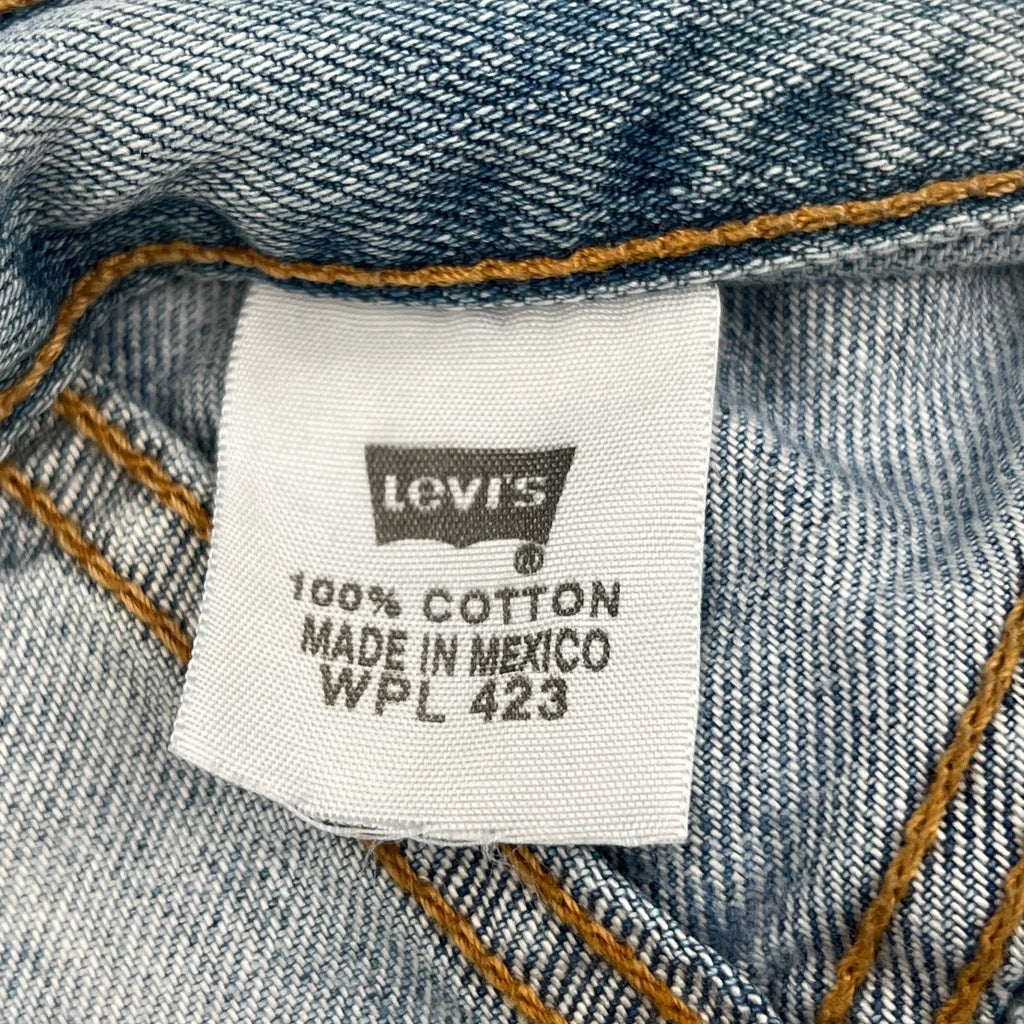 Levi's
®
100% COTTON
MADE IN MEXICO
WPL 423